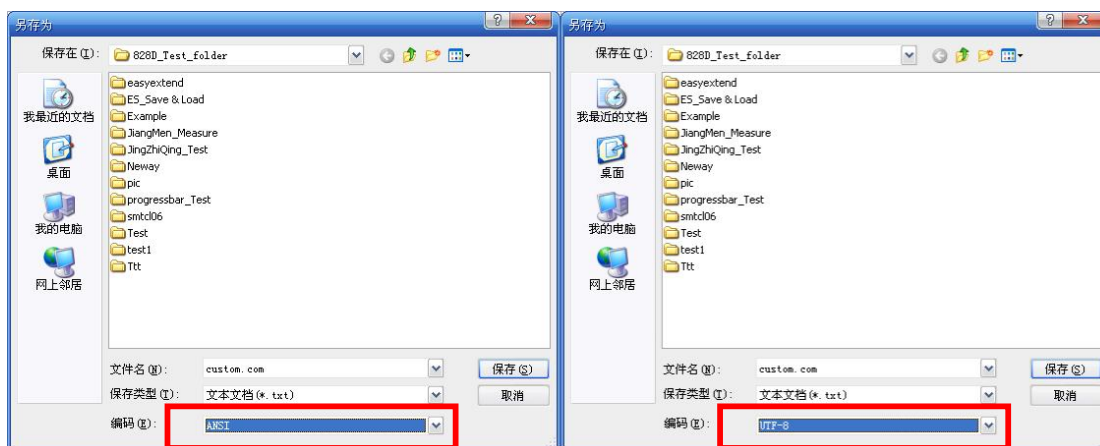 另存为
保存在(I):
828D_Test_folder
我最近的文档
桌面
我的电脑
网上邻居
easyextend
ES_Save & Load
Example
JiangMen_Measure
JingZhiQing_Test
Neway
pic
progressbar_Test
smtcl06
Test
test1
Ttt
文件名(N):
custom.com
保存(S)
保存类型(T):
文本文档(*.txt)
取消
编码(E):
ANSI
另存为
保存在(I):
828D_Test_folder
我最近的文档
桌面
我的电脑
网上邻居
easyextend
ES_Save & Load
Example
JiangMen_Measure
JingZhiQing_Test
Neway
pic
progressbar_Test
smtcl06
Test
test1
Ttt
文件名(N):
custom.com
保存(S)
保存类型(T):
文本文档(*.txt)
取消
编码(E):
UTF-8